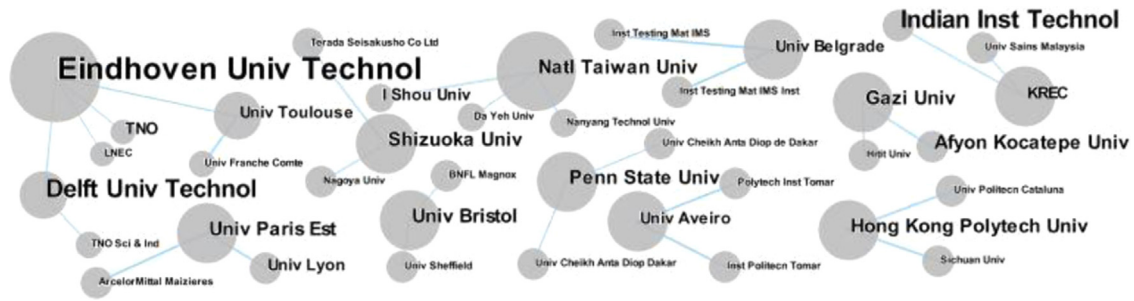 Eindhoven Univ Technol
Univ Toulouse
TNO
LNEC
Univ Franche Comte
Delft Univ Technol
TNO Sci & Ind
Univ Paris Est
Univ Lyon
ArcelorMittal Maizieres
Terada Seisakusho Co Ltd
I Shou Univ
Natl Taiwan Univ
Da Yeh Univ
Nanyang Technol Univ
Shizuoka Univ
Nagoya Univ
BNFL Magnox
Univ Bristol
Univ Sheffield
Inst Testing Mat IMS
Univ Belgrade
Inst Testing Mat IMS Inst
Univ Cheikh Anta Diop de Dakar
Penn State Univ
Univ Cheikh Anta Diop Dakar
Polytech Inst Tomar
Univ Aveiro
Inst Politecn Tomar
Indian Inst Technol
Univ Sains Malaysia
KREC
Gazi Univ
Afyon Kocatepe Univ
Hitit Univ
Univ Politecn Cataluna
Hong Kong Polytech Univ
Sichuan Univ